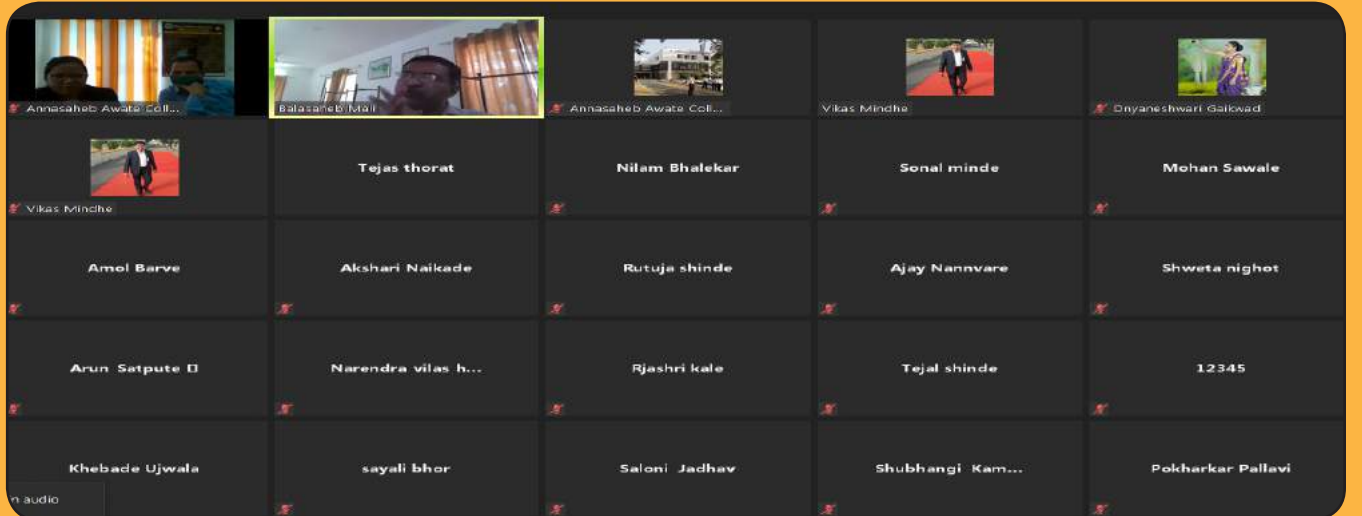 Annasaheb Awate Coll...
Balasaheb Mali
Annasaheb Awate Coll...
Vikas Mindhe
Dnyaneshwari Gaikwad
Vikas Mindhe
Tejas thorat
Nilam Bhalekar
Sonal minde
Mohan Sawale
Amol Barve
Akshari Naikade
Rutuja shinde
Ajay Nannvare
Shweta nighot
Arun Satpute
Narendra vilas h...
Rjashri kale
Tejal shinde
12345
Khebade Ujwala
sayali bhor
Saloni Jadhav
Shubhangi Kam...
Pokharkar Pallavi
n audio